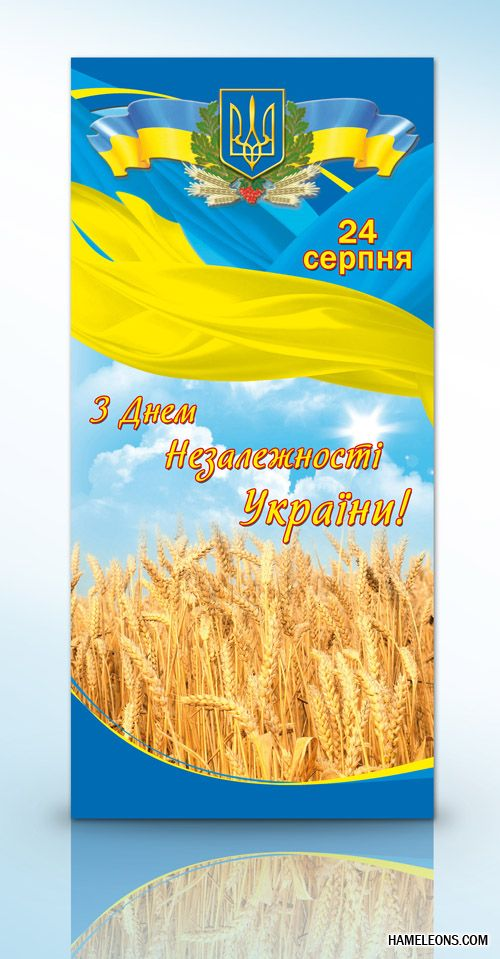 24
серпня
З Днем
Незалежності
України!
HAMELEONS.COM